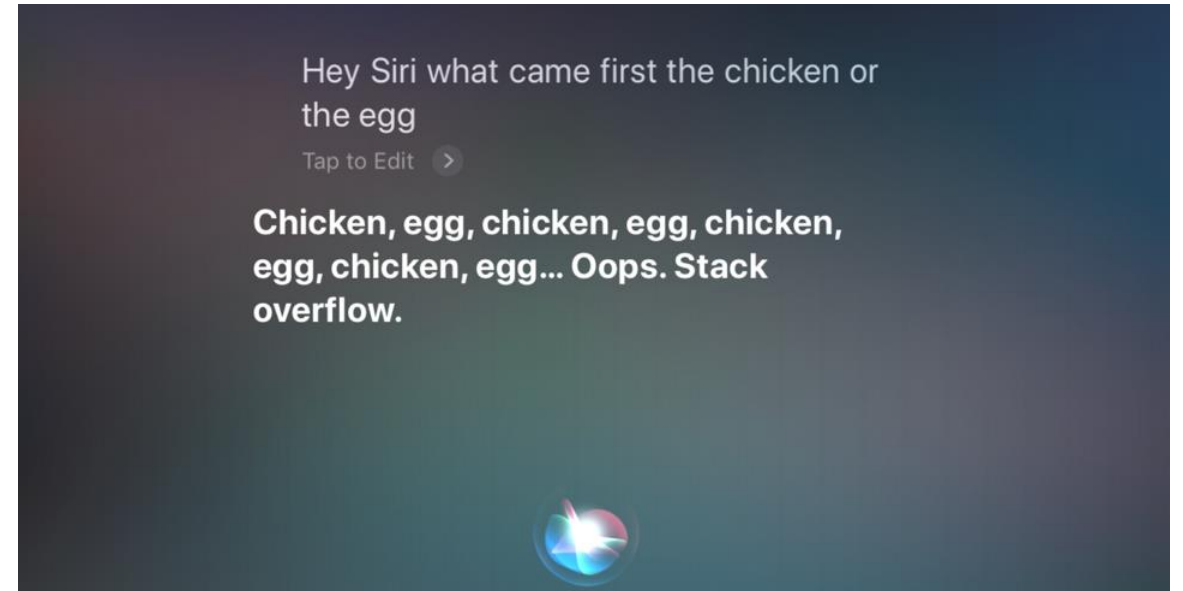 Hey Siri what came first the chicken or
the egg
Tap to Edit
Chicken, egg, chicken, egg, chicken,
egg, chicken, egg... Oops. Stack
overflow.